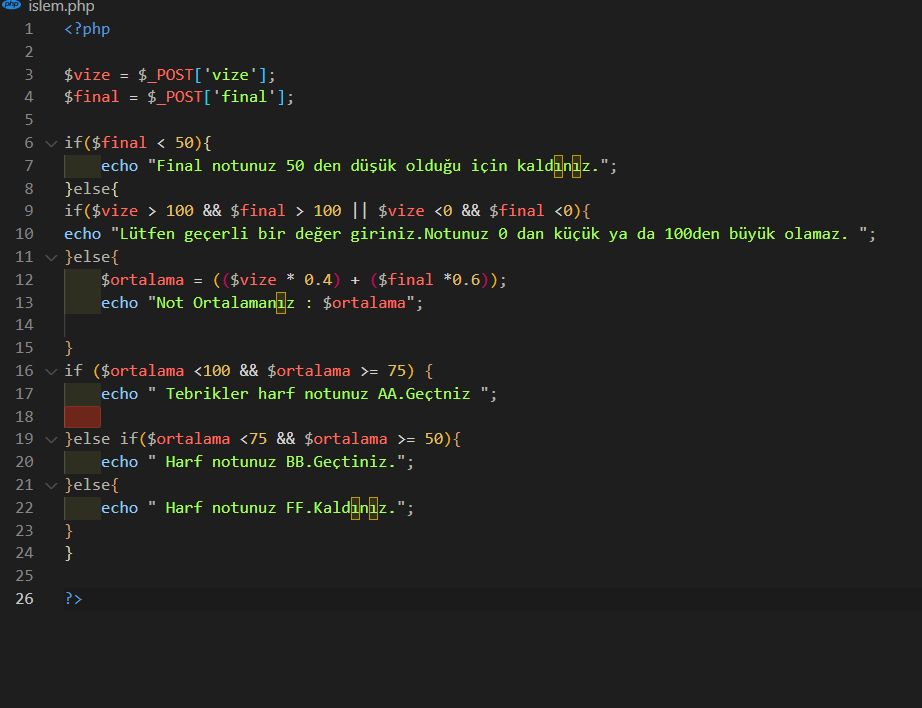 php islem.php
1 <?php
2
3 $vize = $_POST['vize'];
4 $final = $_POST['final'];
5
6 if($final < 50){
7 echo "Final notunuz 50 den düşük olduğu için kaldınız.";
8 }else{
9 if($vize > 100 && $final > 100 || $vize <0 && $final <0){
10 echo "Lütfen geçerli bir değer giriniz.Notunuz 0 dan küçük ya da 100den büyük olamaz. ";
11 }else{
12 $ortalama = (($vize * 0.4) + ($final *0.6));
13 echo "Not Ortalamanız : $ortalama";
14
15 }
16 if ($ortalama <100 && $ortalama >= 75) {
17 echo " Tebrikler harf notunuz AA.Geçtniz ";
18
19 }else if($ortalama <75 && $ortalama >= 50){
20 echo " Harf notunuz BB.Geçtiniz.";
21 }else{
22 echo " Harf notunuz FF.Kaldınız.";
23 }
24 }
25
26 ?>